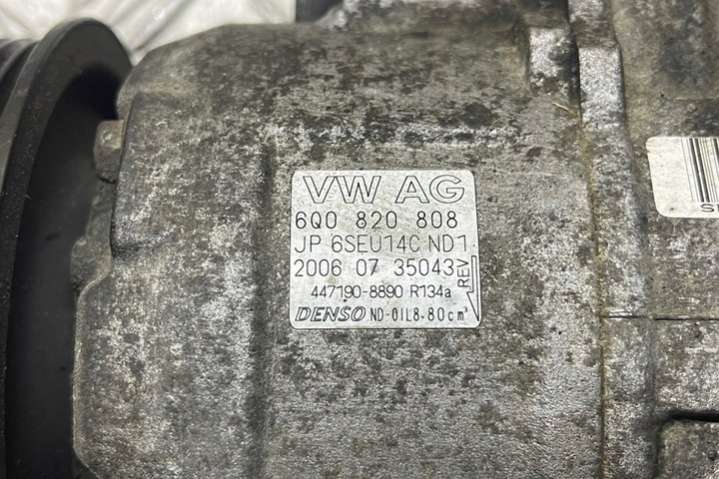 VW AG
6Q0 820 808
JP 6SEU14C ND1
2006 07 35043
REV
447190-8890 R134a
DENSO ND-OIL8.80cm³